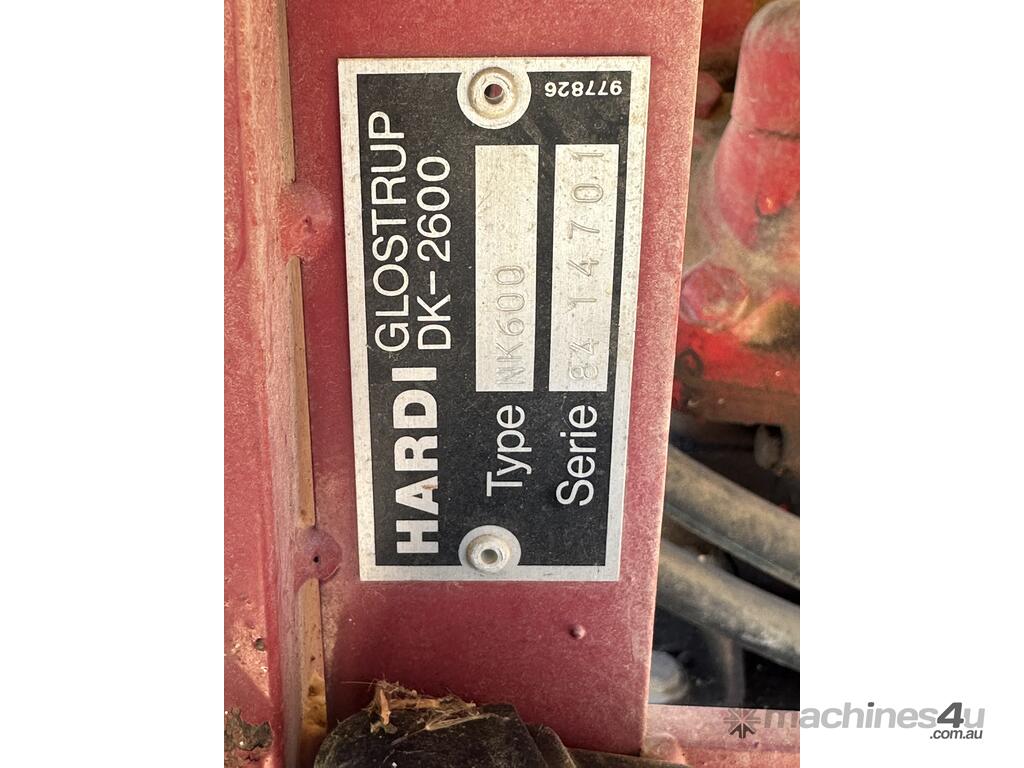 HARDI GLOSTRUP
DK-2600
Type NK600
Serie 84 14701
977826
machines4u
.com.au